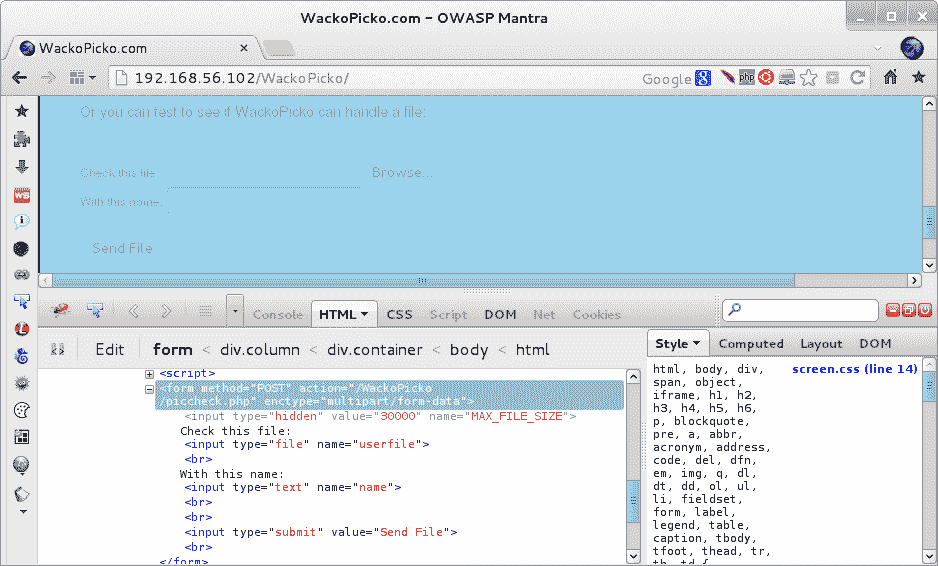 WackoPicko.com - OWASP Mantra
WackoPicko.com
192.168.56.102/WackoPicko/
Google
php
Or you can test to see if WackoPicko can handle a file:
Check this file
Browse...
With this name:
Send File
Console HTML CSS Script DOM Net Cookies
Edit form < div.column < div.container < body < html
Style Computed Layout DOM
<script>
<form method="POST" action="/WackoPicko
/piccheck.php" enctype="multipart/form-data">
<input type="hidden" value="30000" name="MAX_FILE_SIZE">
Check this file:
<input type="file" name="userfile">
<br>
With this name:
<input type="text" name="name">
<br>
<br>
<input type="submit" value="Send File">
<br>
</form>
html, body, div, screen.css (line 14)
span, object,
iframe, h1, h2,
h3, h4, h5, h6,
p, blockquote,
pre, a, abbr,
acronym, address,
code, del, dfn,
em, img, q, dl,
dt, dd, ol, ul,
li, fieldset,
form, label,
legend, table,
caption, tbody,
tfoot, thead, tr,
th, td {